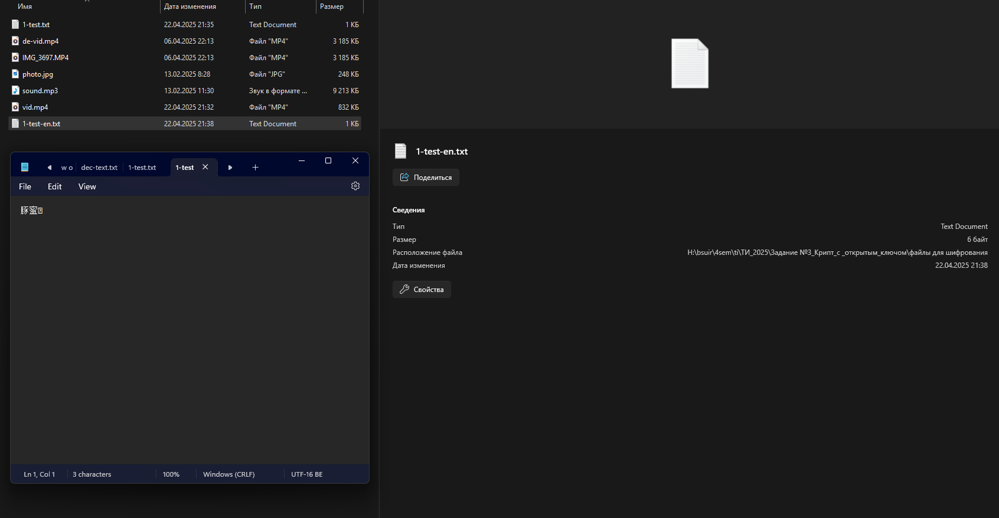 Имя Дата изменения Тип Размер
1-test.txt 22.04.2025 21:35 Text Document 1 КБ
de-vid.mp4 06.04.2025 22:13 Файл "MP4" 3 185 КБ
IMG_3697.MP4 06.04.2025 22:13 Файл "MP4" 3 185 КБ
photo.jpg 13.02.2025 8:28 Файл "JPG" 248 КБ
sound.mp3 13.02.2025 11:30 Звук в формате ... 9 213 КБ
vid.mp4 22.04.2025 21:32 Файл "MP4" 832 КБ
1-test-en.txt 22.04.2025 21:38 Text Document 1 КБ
w o dec-text.txt 1-test.txt 1-test
File Edit View
Ln 1, Col 1 3 characters 100% Windows (CRLF) UTF-16 BE
1-test-en.txt
Поделиться
Сведения
Тип Text Document
Размер 6 байт
Расположение файла H:\bsuir\4sem\ti\ТИ_2025\Задание №3_Крипт_с _открытым_ключом\файлы для шифрования
Дата изменения 22.04.2025 21:38
Свойства